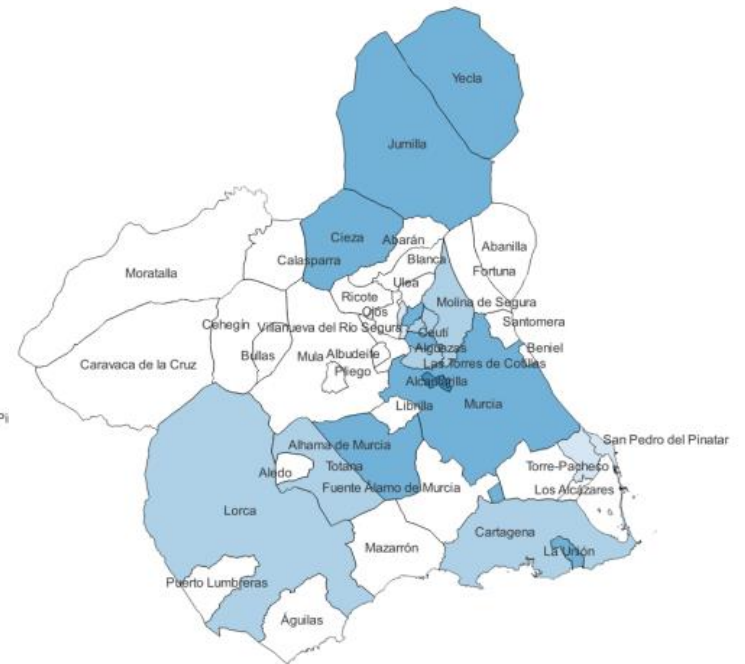 Yecla
Jumilla
Cieza
Abarán
Abanilla
Blanca
Calasparra
Fortuna
Moratalla
Ulea
Ricote
Molina de Segura
Ojos
Santomera
Cehegín
Villanueva del Río Segura
Ceutí
Beniel
Algüazas
Bullas
Mula
Albudeite
Caravaca de la Cruz
Las Torres de Cotillas
Pliego
Alcantarilla
Librilla
Murcia
Pi
San Pedro del Pinatar
Alhama de Murcia
Torre-Pacheco
Totana
Aledo
Fuente Álamo de Murcia
Los Alcázares
Lorca
Cartagena
Mazarrón
La Unión
Puerto Lumbreras
Águilas